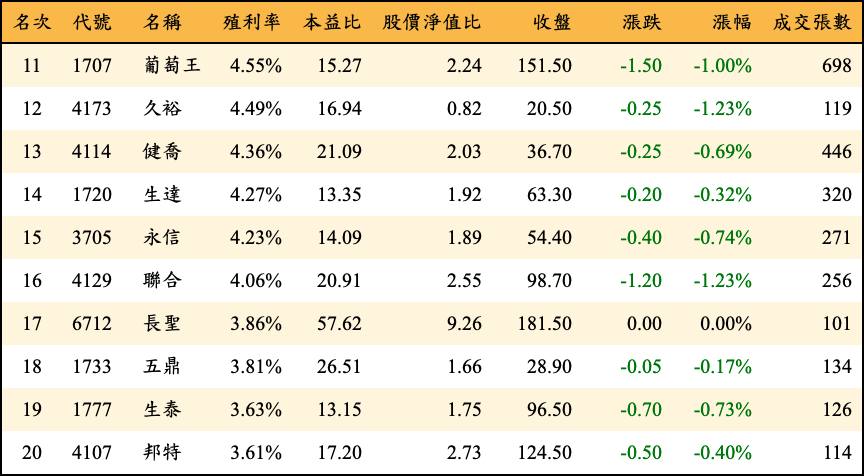 名次 代號 名稱 殖利率 本益比 股價淨值比 收盤 漲跌 漲幅 成交張數
11 1707 葡萄王 4.55% 15.27 2.24 151.50 -1.50 -1.00% 698
12 4173 久裕 4.49% 16.94 0.82 20.50 -0.25 -1.23% 119
13 4114 健喬 4.36% 21.09 2.03 36.70 -0.25 -0.69% 446
14 1720 生達 4.27% 13.35 1.92 63.30 -0.20 -0.32% 320
15 3705 永信 4.23% 14.09 1.89 54.40 -0.40 -0.74% 271
16 4129 聯合 4.06% 20.91 2.55 98.70 -1.20 -1.23% 256
17 6712 長聖 3.86% 57.62 9.26 181.50 0.00 0.00% 101
18 1733 五鼎 3.81% 26.51 1.66 28.90 -0.05 -0.17% 134
19 1777 生泰 3.63% 13.15 1.75 96.50 -0.70 -0.73% 126
20 4107 邦特 3.61% 17.20 2.73 124.50 -0.50 -0.40% 114